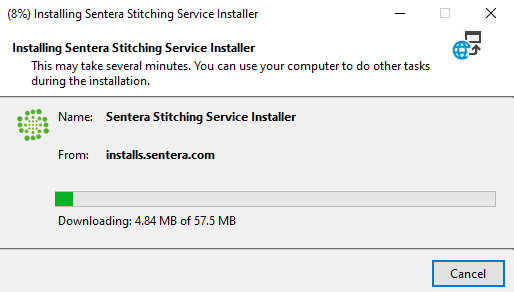 (8%) Installing Sentera Stitching Service Installer
Installing Sentera Stitching Service Installer
This may take several minutes. You can use your computer to do other tasks
during the installation.
Name: Sentera Stitching Service Installer
From: installs.sentera.com
Downloading: 4.84 MB of 57.5 MB
Cancel